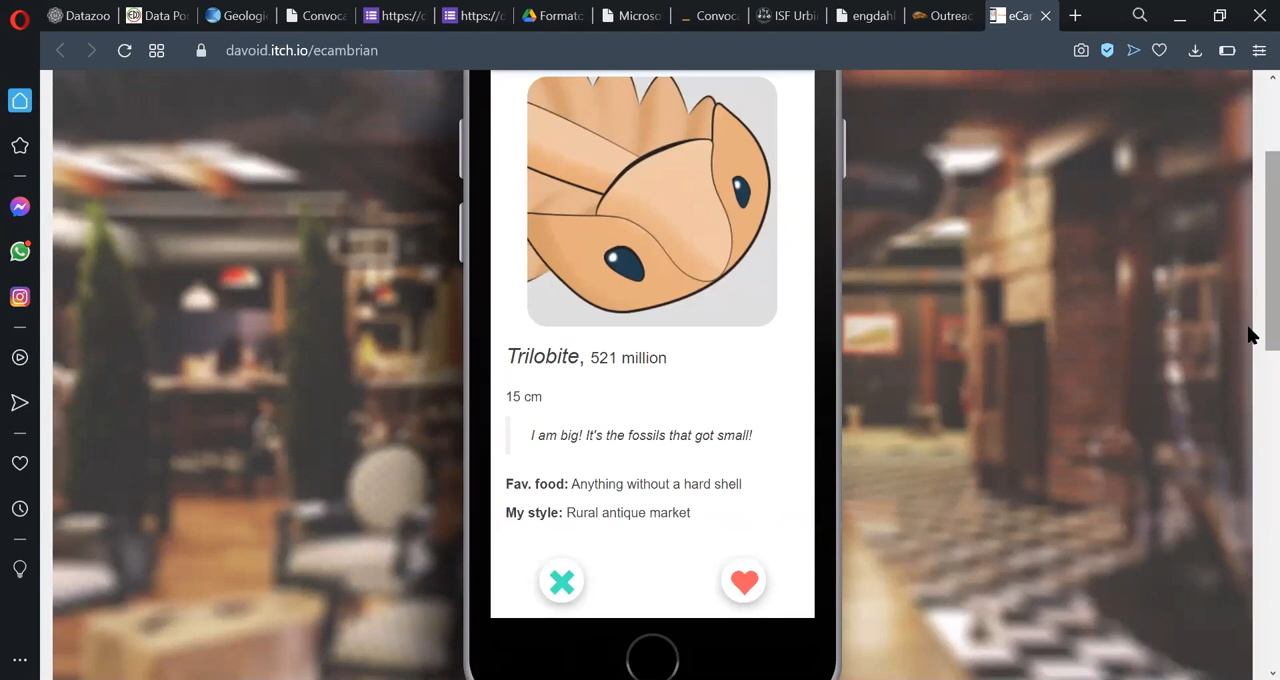 Datazoo
Data Por
Geologi
Convoca
https://c
https://c
Formato
Microso
Convoca
ISF Urbi
engdahl
Outreac
eCar
davoid.itch.io/ecambrian
Trilobite, 521 million
15 cm
I am big! It's the fossils that got small!
Fav. food: Anything without a hard shell
My style: Rural antique market